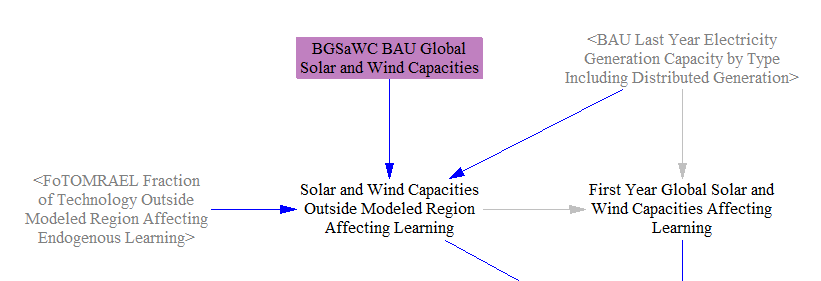 BGSaWC BAU Global
Solar and Wind Capacities
<BAU Last Year Electricity
Generation Capacity by Type
Including Distributed Generation>
<FoTOMRAEL Fraction
of Technology Outside
Modeled Region Affecting
Endogenous Learning>
Solar and Wind Capacities
Outside Modeled Region
Affecting Learning
First Year Global Solar and
Wind Capacities Affecting
Learning